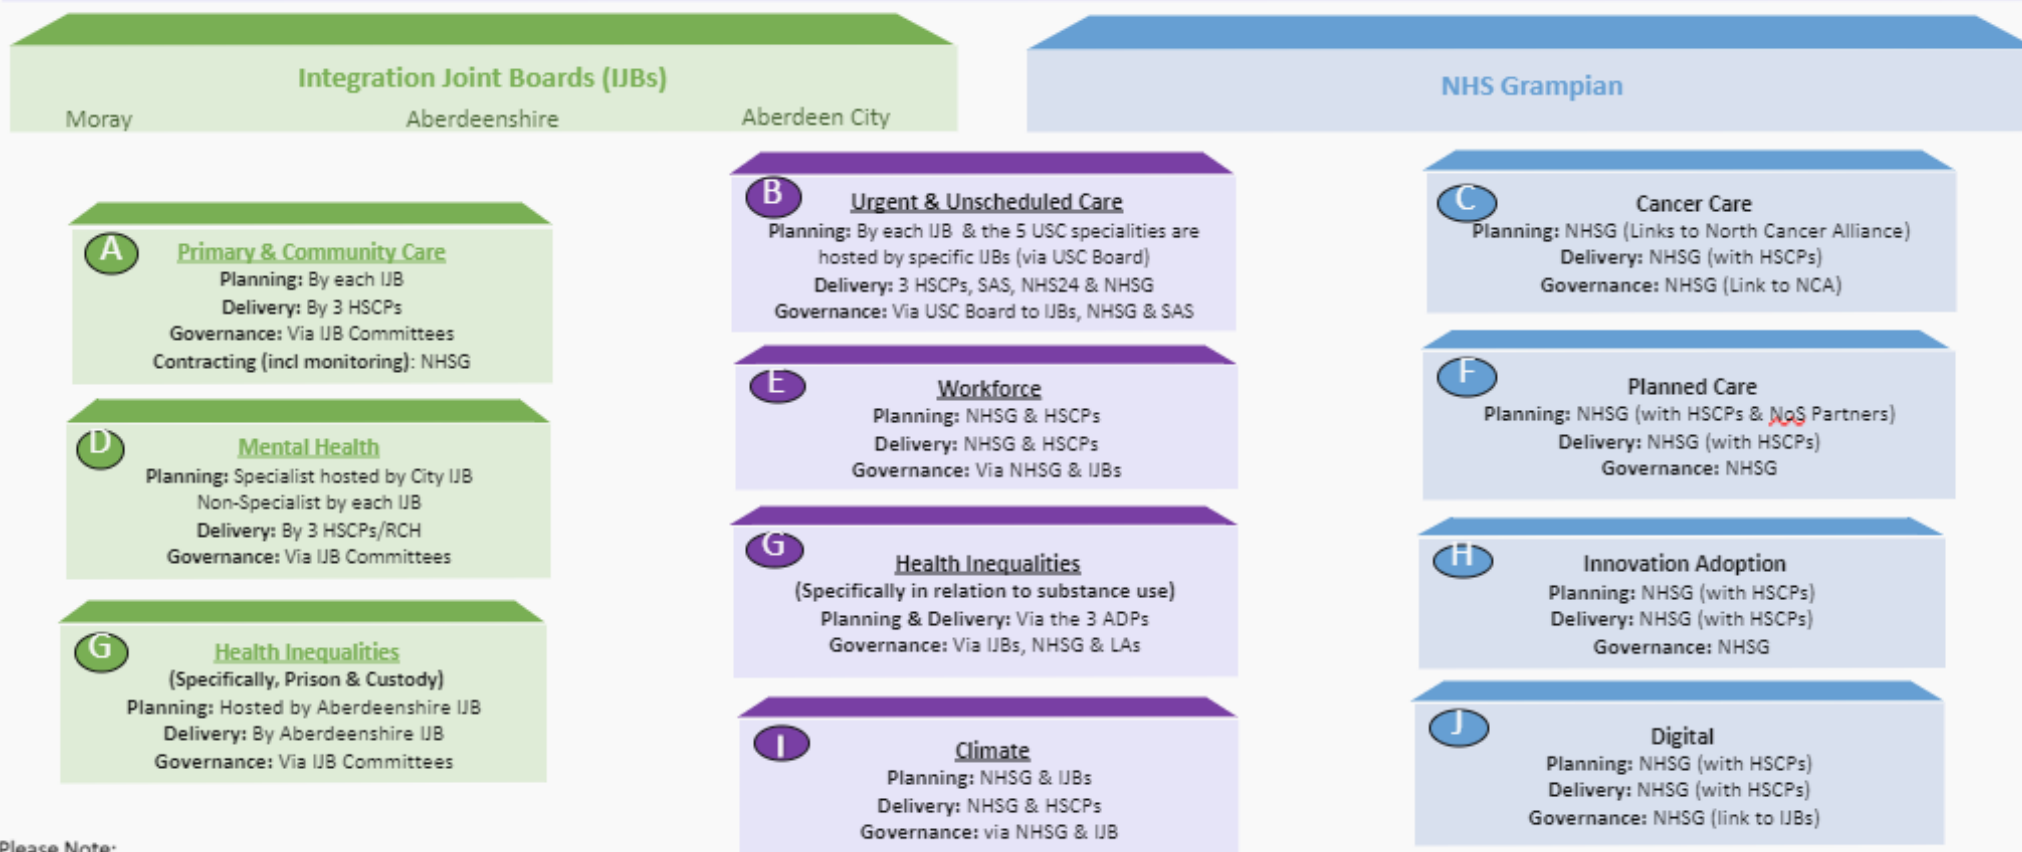 Integration Joint Boards (IJBs)
Moray
Aberdeenshire
Aberdeen City
NHS Grampian
A
Primary & Community Care
Planning: By each IJB
Delivery: By 3 HSCPs
Governance: Via IJB Committees
Contracting (incl monitoring): NHSG
D
Mental Health
Planning: Specialist hosted by City IJB
Non-Specialist by each IJB
Delivery: By 3 HSCPs/RCH
Governance: Via IJB Committees
G
Health Inequalities
(Specifically, Prison & Custody)
Planning: Hosted by Aberdeenshire IJB
Delivery: By Aberdeenshire IJB
Governance: Via IJB Committees
B
Urgent & Unscheduled Care
Planning: By each IJB & the 5 USC specialities are
hosted by specific IJBs (via USC Board)
Delivery: 3 HSCPs, SAS, NHS24 & NHSG
Governance: Via USC Board to IJBs, NHSG & SAS
E
Workforce
Planning: NHSG & HSCPs
Delivery: NHSG & HSCPs
Governance: Via NHSG & IJBs
G
Health Inequalities
(Specifically in relation to substance use)
Planning & Delivery: Via the 3 ADPs
Governance: Via IJBs, NHSG & LAs
I
Climate
Planning: NHSG & IJBs
Delivery: NHSG & HSCPs
Governance: via NHSG & IJB
C
Cancer Care
Planning: NHSG (Links to North Cancer Alliance)
Delivery: NHSG (with HSCPs)
Governance: NHSG (Link to NCA)
F
Planned Care
Planning: NHSG (with HSCPs & NoS Partners)
Delivery: NHSG (with HSCPs)
Governance: NHSG
H
Innovation Adoption
Planning: NHSG (with HSCPs)
Delivery: NHSG (with HSCPs)
Governance: NHSG
J
Digital
Planning: NHSG (with HSCPs)
Delivery: NHSG (with HSCPs)
Governance: NHSG (link to IJBs)
Please Note: